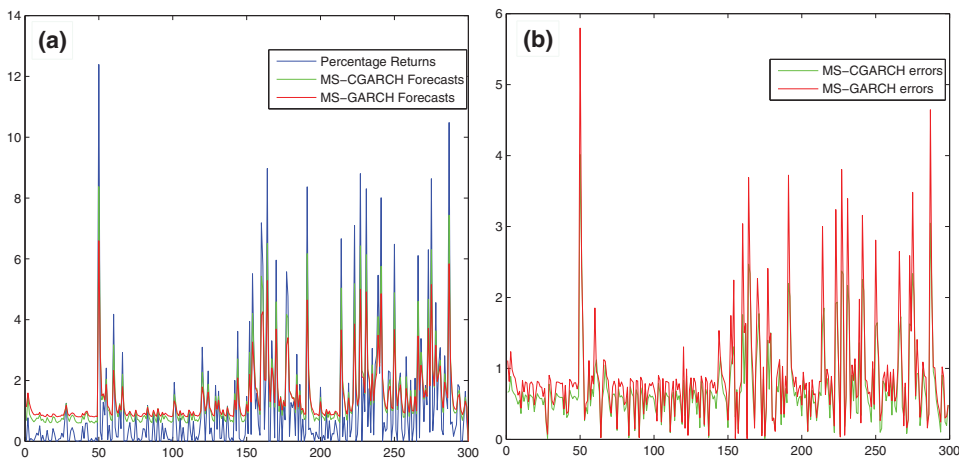 (a)
Percentage Returns
MS−CGARCH Forecasts
MS−GARCH Forecasts
14
12
10
8
6
4
2
0
0 50 100 150 200 250 300
(b)
MS−CGARCH errors
MS−GARCH errors
6
5
4
3
2
1
0
0 50 100 150 200 250 300